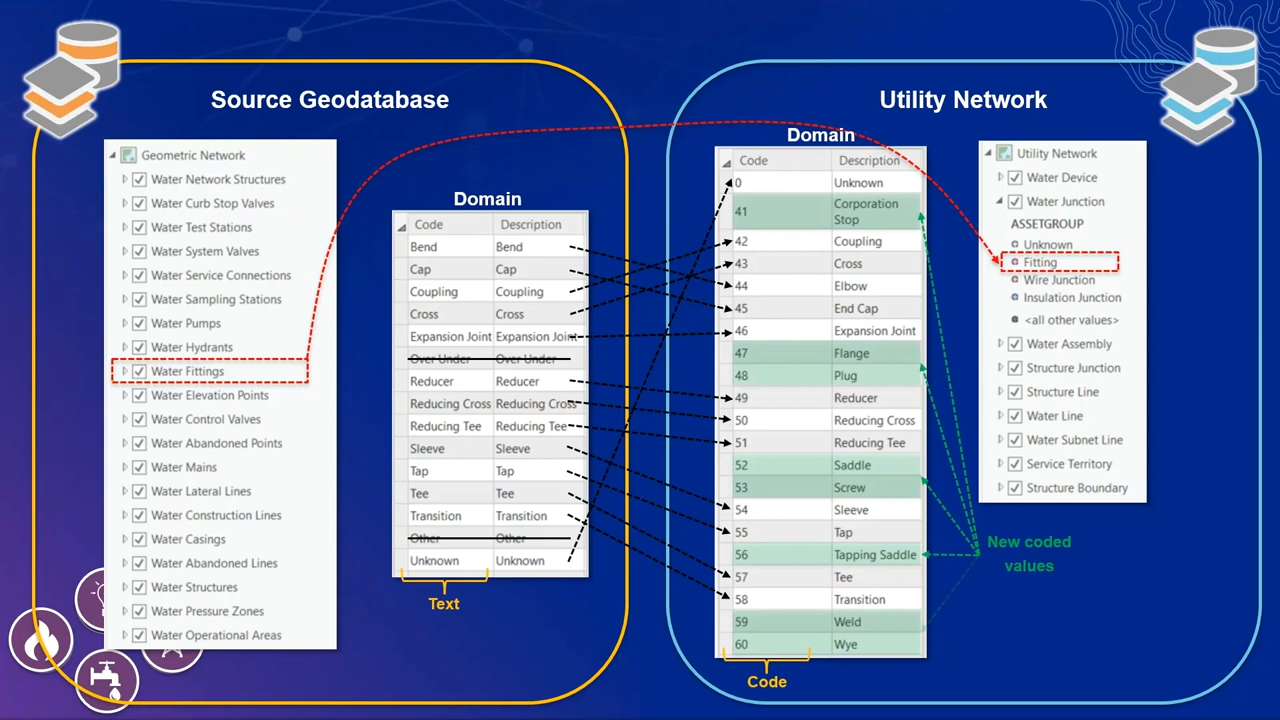 Source Geodatabase
Geometric Network
Water Network Structures
Water Curb Stop Valves
Water Test Stations
Water System Valves
Water Service Connections
Water Sampling Stations
Water Pumps
Water Hydrants
Water Fittings
Water Elevation Points
Water Control Valves
Water Abandoned Points
Water Mains
Water Lateral Lines
Water Construction Lines
Water Casings
Water Abandoned Lines
Water Structures
Water Pressure Zones
Water Operational Areas
Domain
Code Description
Bend Bend
Cap Cap
Coupling Coupling
Cross Cross
Expansion Joint Expansion Joint
Over Under Over Under
Reducer Reducer
Reducing Cross Reducing Cross
Reducing Tee Reducing Tee
Sleeve Sleeve
Tap Tap
Tee Tee
Transition Transition
Other Other
Unknown Unknown
Text
Utility Network
Domain
Code Description
0 Unknown
41 Corporation
Stop
42 Coupling
43 Cross
44 Elbow
45 End Cap
46 Expansion Joint
47 Flange
48 Plug
49 Reducer
50 Reducing Cross
51 Reducing Tee
52 Saddle
53 Screw
54 Sleeve
55 Tap
56 Tapping Saddle
57 Tee
58 Transition
59 Weld
60 Wye
Code
Utility Network
Water Device
Water Junction
ASSETGROUP
Unknown
Fitting
Wire Junction
Insulation Junction
<all other values>
Water Assembly
Structure Junction
Structure Line
Water Line
Water Subnet Line
Service Territory
Structure Boundary
New coded
values